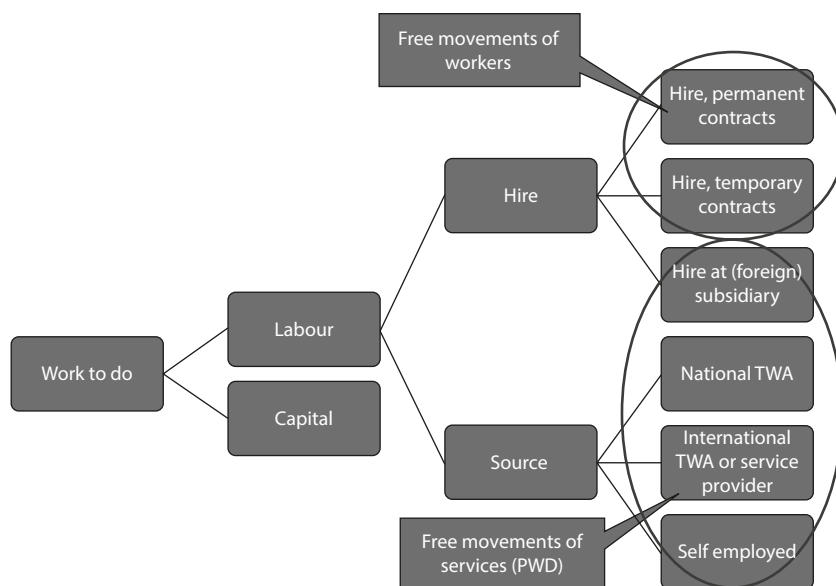 Free movements of
workers
Hire, permanent
contracts
Hire
Hire, temporary
contracts
Hire at (foreign)
subsidiary
Labour
Work to do
National TWA
Capital
International
TWA or service
provider
Source
Free movements of
services (PWD)
Self employed